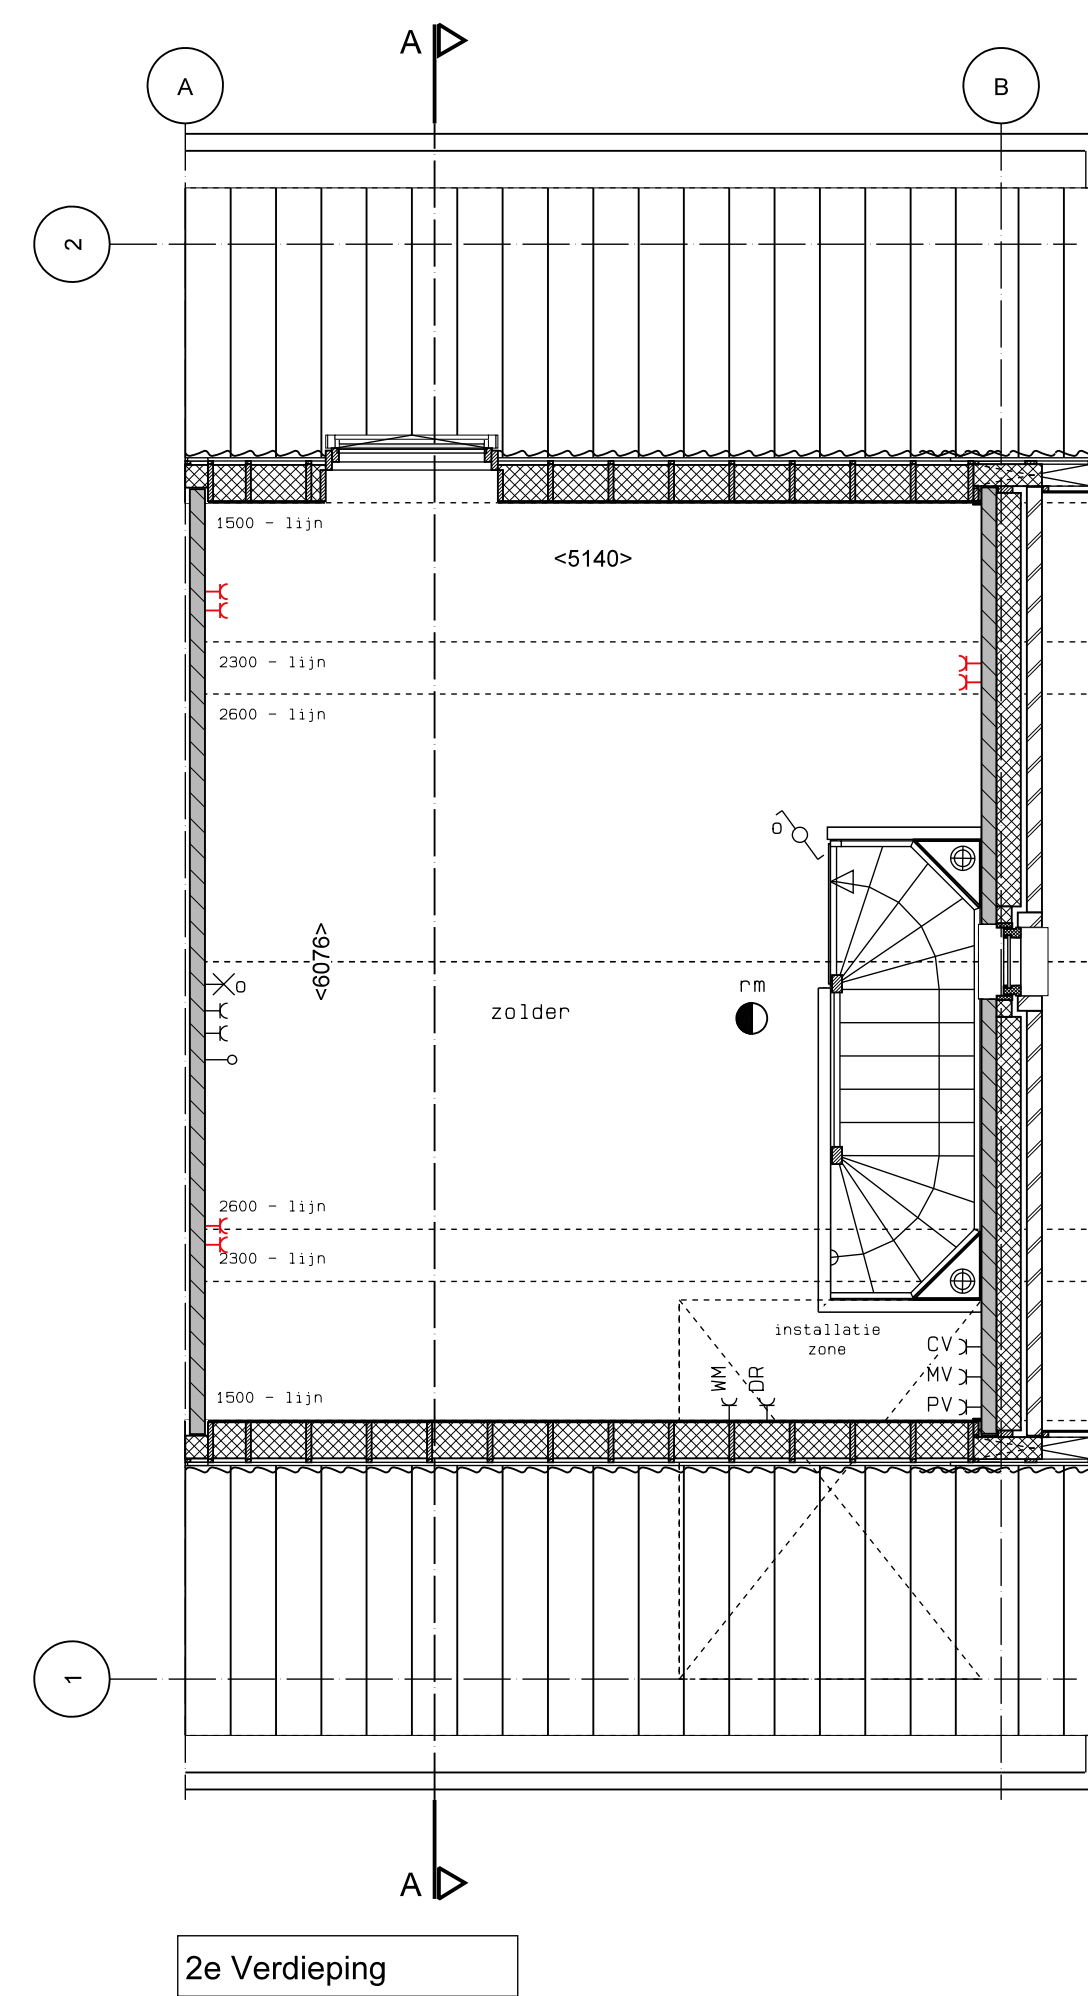 A
A
B
2
1500 - lijn
<5140>
2300 - lijn
2600 - lijn
o
<6076>
rm
o
zolder
2600 - lijn
2300 - lijn
installatie
zone
CV
WM
DR
MV
1500 - lijn
PV
1
A
2e Verdieping